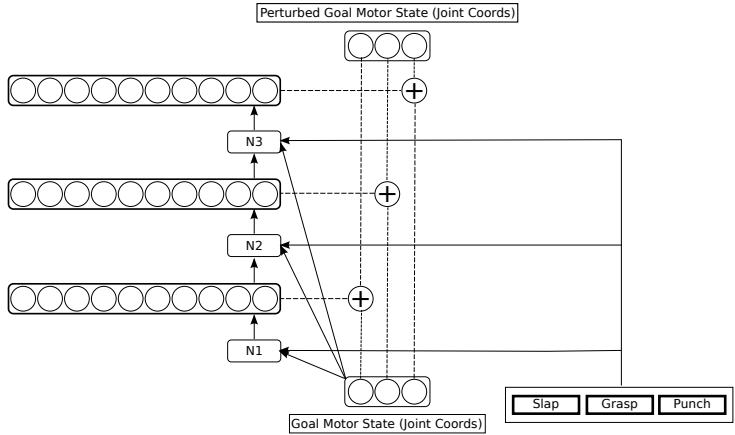 Perturbed Goal Motor State (Joint Coords)
N3
N2
N1
Slap Grasp Punch
Goal Motor State (Joint Coords)